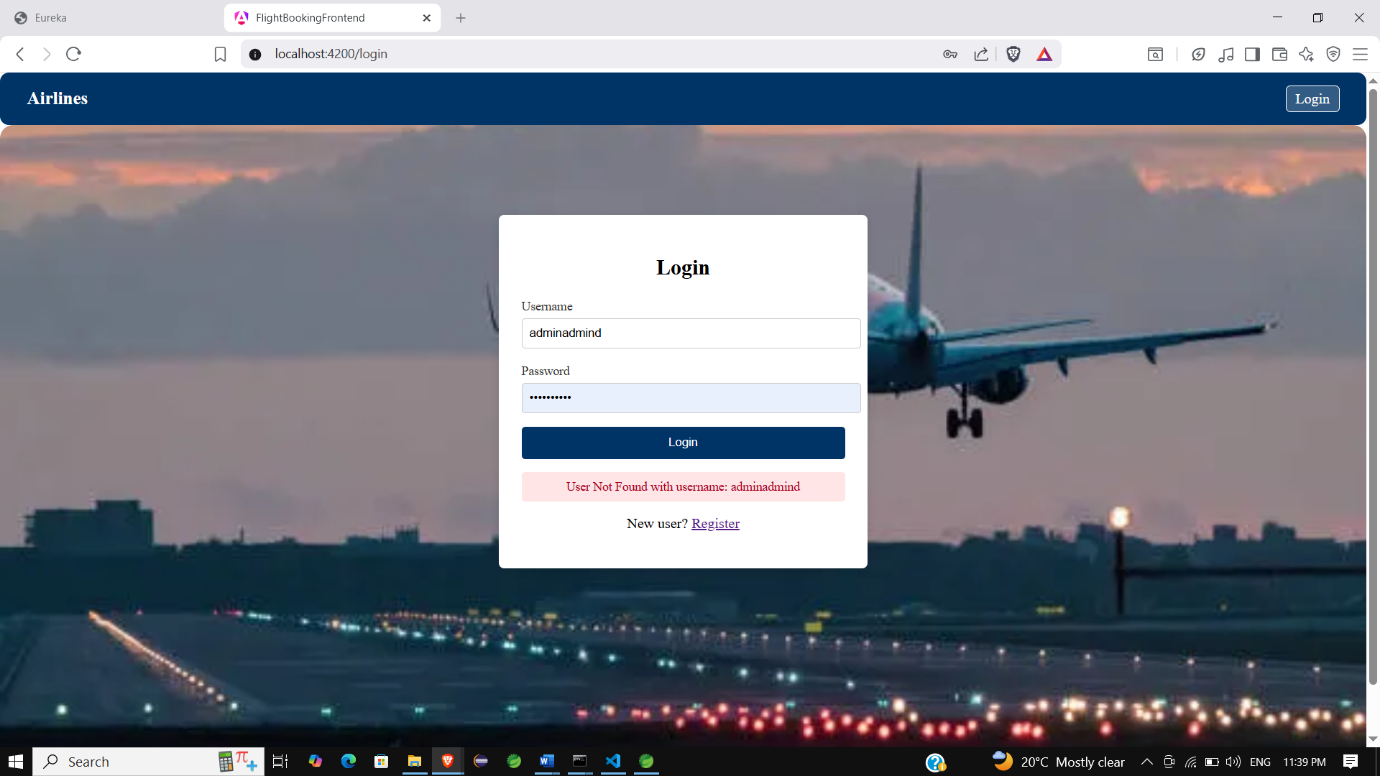 Eureka
FlightBookingFrontend
localhost:4200/login
Airlines
Login
Login
Username
adminadmind
Password
••••••••••
Login
User Not Found with username: adminadmind
New user? Register
Search
20°C Mostly clear
ENG
11:39 PM